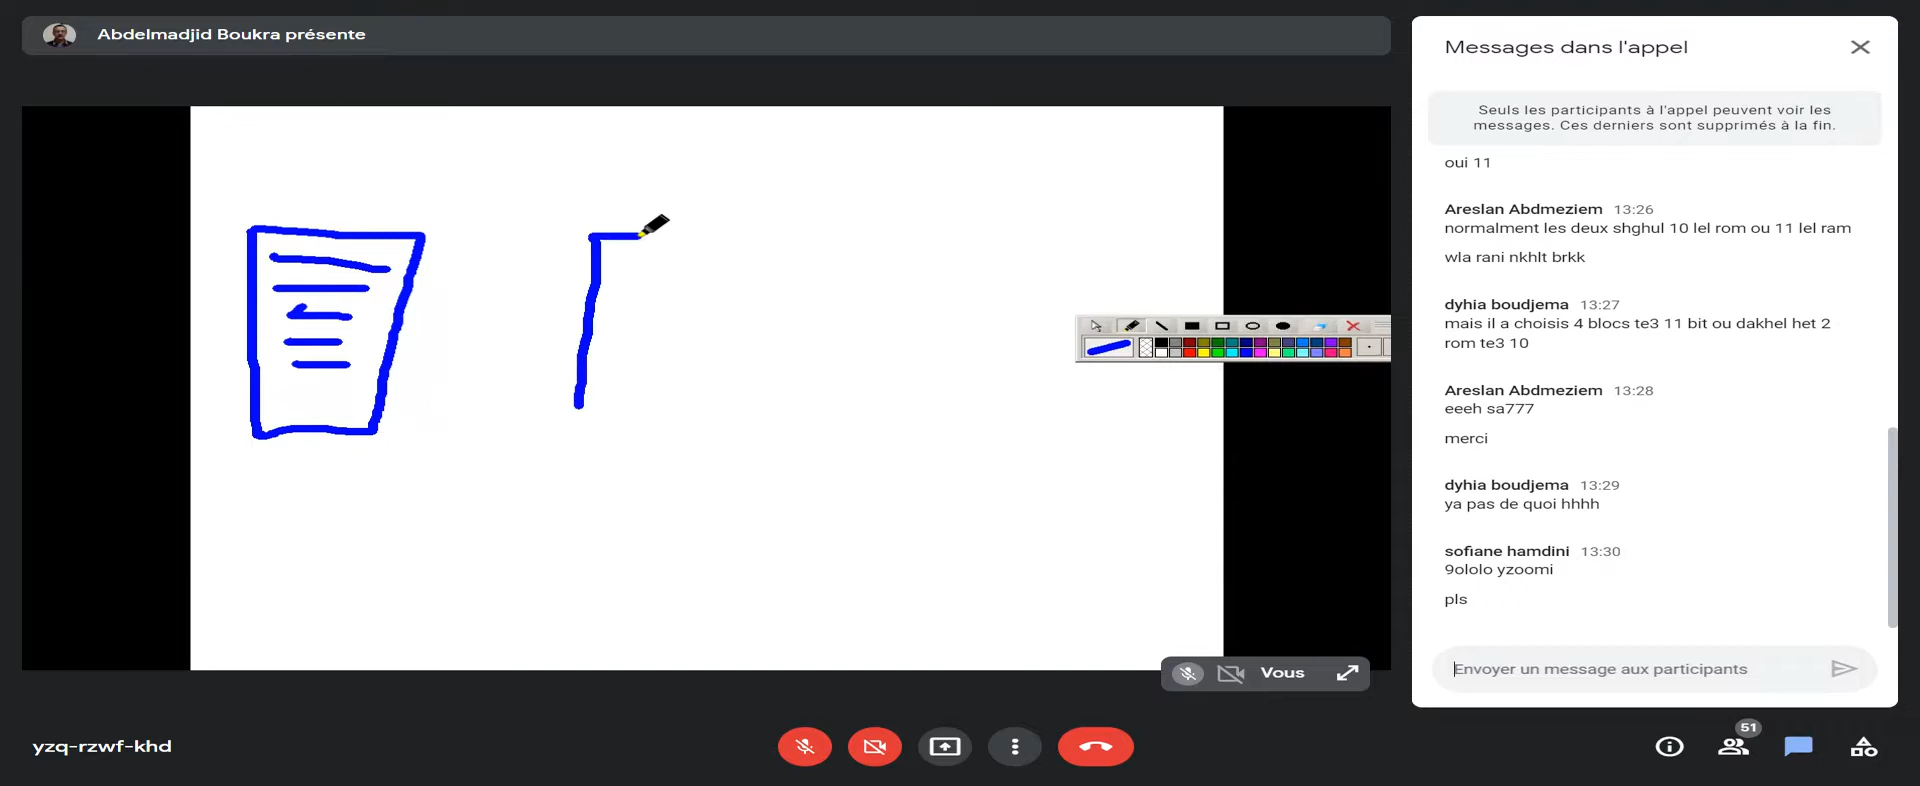 Abdelmadjid Boukra présente
Messages dans l'appel
Seuls les participants à l'appel peuvent voir les
messages. Ces derniers sont supprimés à la fin.
oui 11
Areslan Abdmeziem 13:26
normalment les deux shghul 10 lel rom ou 11 lel ram
wla rani nkhlt brkk
dyhia boudjema 13:27
mais il a choisis 4 blocs te3 11 bit ou dakhel het 2
rom te3 10
Areslan Abdmeziem 13:28
eeeh sa777
merci
dyhia boudjema 13:29
ya pas de quoi hhhh
sofiane hamdini 13:30
9ololo yzoomi
pls
Envoyer un message aux participants
Vous
yzq-rzwf-khd
51